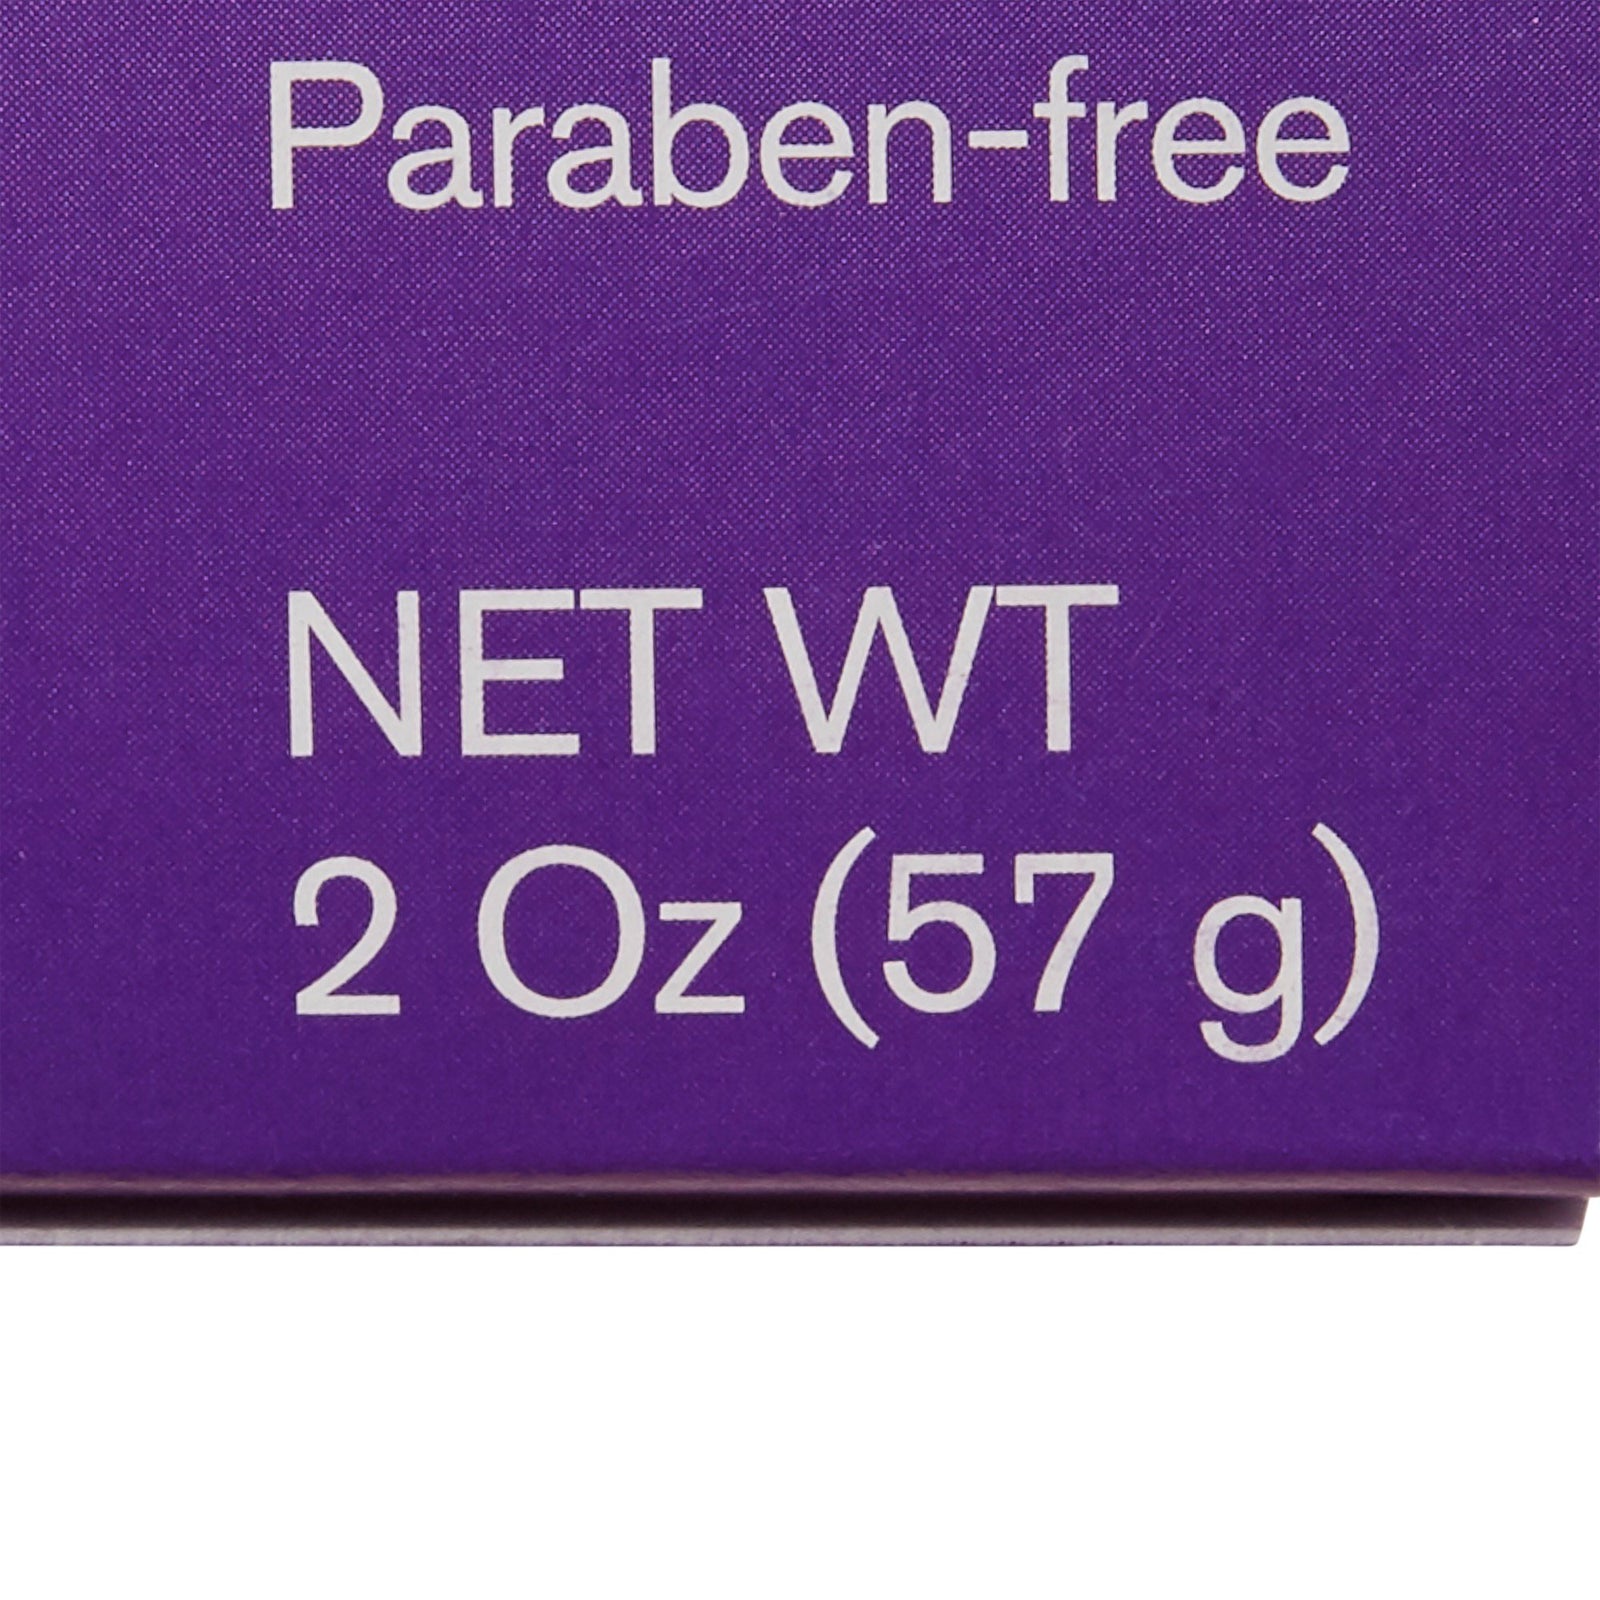 Paraben-free
NET WT
2 Oz (57 g)